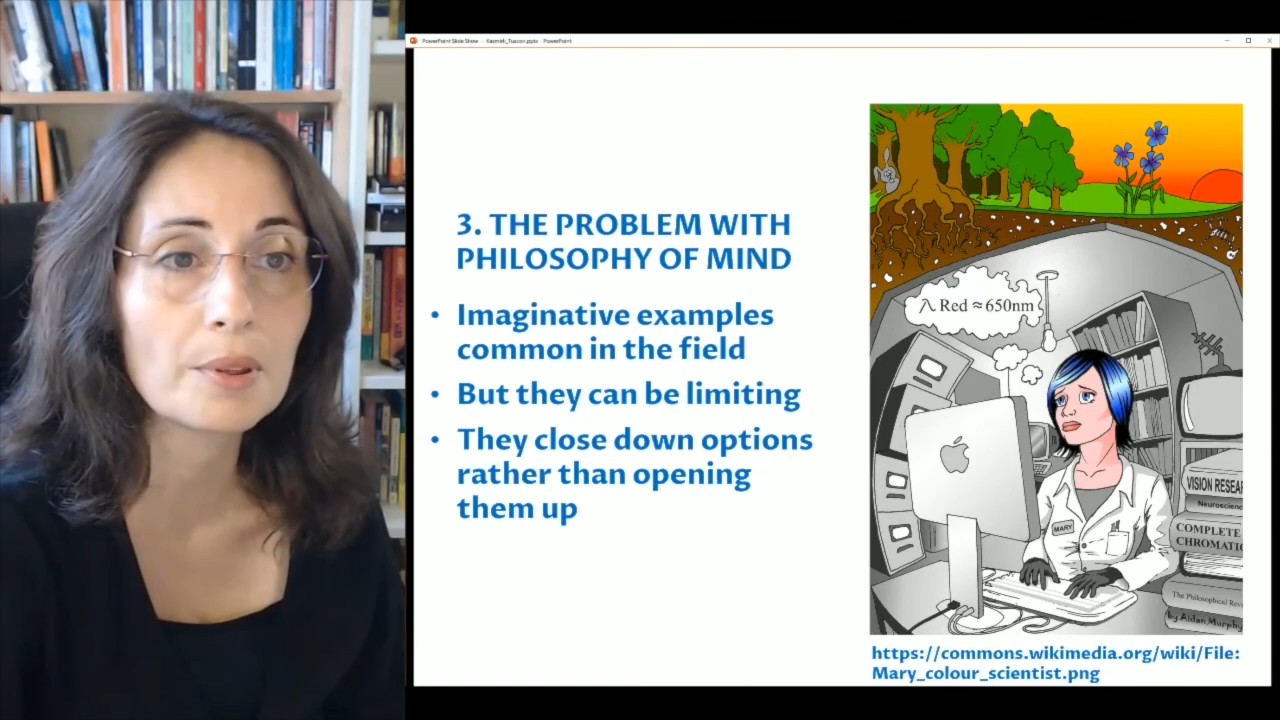 PowerPoint Slide Show - Kasmirli_Tuscon.pptx - PowerPoint
3. THE PROBLEM WITH
PHILOSOPHY OF MIND
• Imaginative examples
common in the field
• But they can be limiting
• They close down options
rather than opening
them up
λ Red ≈ 650nm
MARY
VISION RESEAR
Neuroscienc
COMPLETE
CHROMATIC
The Philosophical Rev
by Aidan Murphy
https://commons.wikimedia.org/wiki/File:
Mary_colour_scientist.png